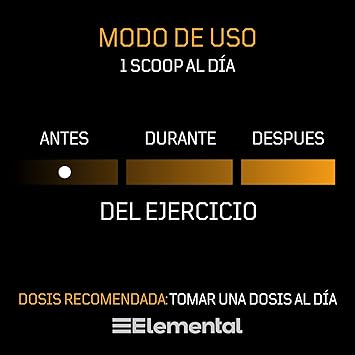 MODO DE USO
1 SCOOP AL DÍA
ANTES DURANTE DESPUES
DEL EJERCICIO
DOSIS RECOMENDADA: TOMAR UNA DOSIS AL DÍA
Elemental